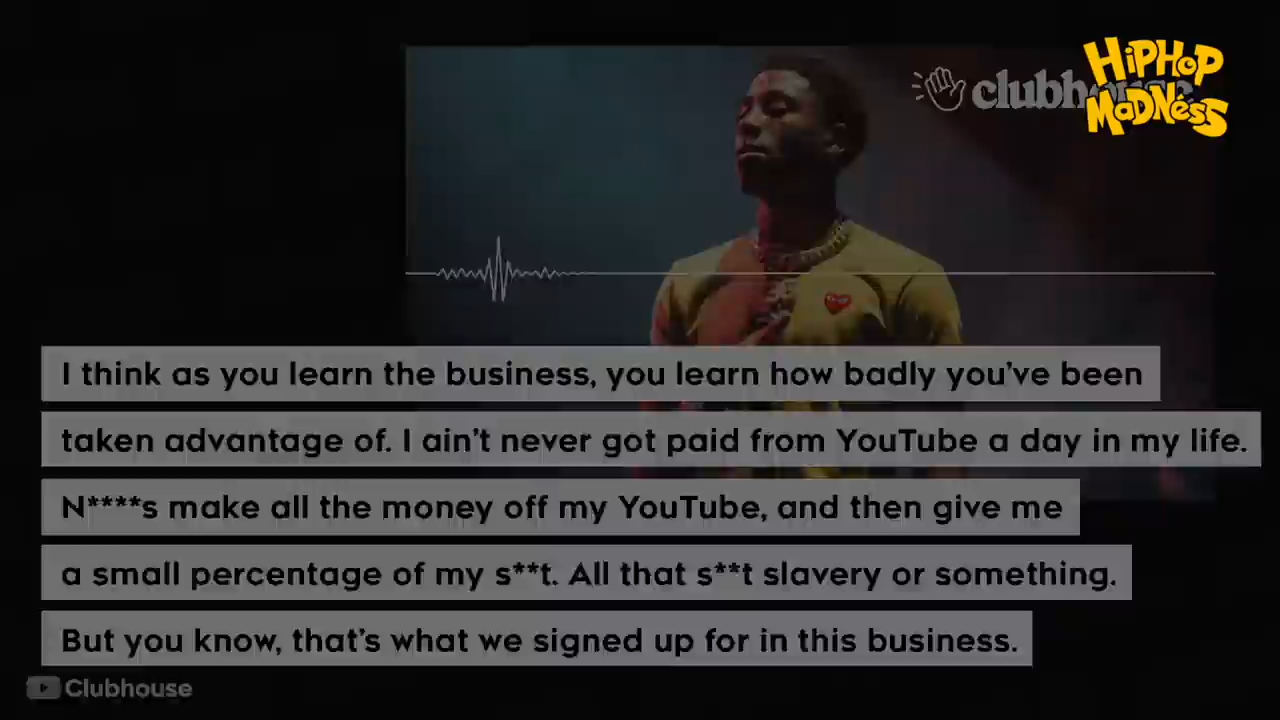 HiPHOP
MaDNéss
clubh
I think as you learn the business, you learn how badly you've been
taken advantage of. I ain't never got paid from YouTube a day in my life.
N****s make all the money off my YouTube, and then give me
a small percentage of my s**t. All that s**t slavery or something.
But you know, that's what we signed up for in this business.
Clubhouse